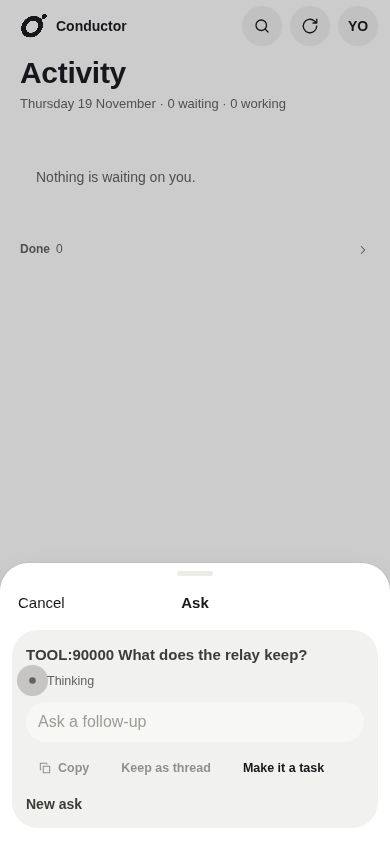 Conductor
YO
Activity
Thursday 19 November · 0 waiting · 0 working
Nothing is waiting on you.
Done 0
Cancel
Ask
TOOL:90000 What does the relay keep?
Thinking
Ask a follow-up
Copy
Keep as thread
Make it a task
New ask